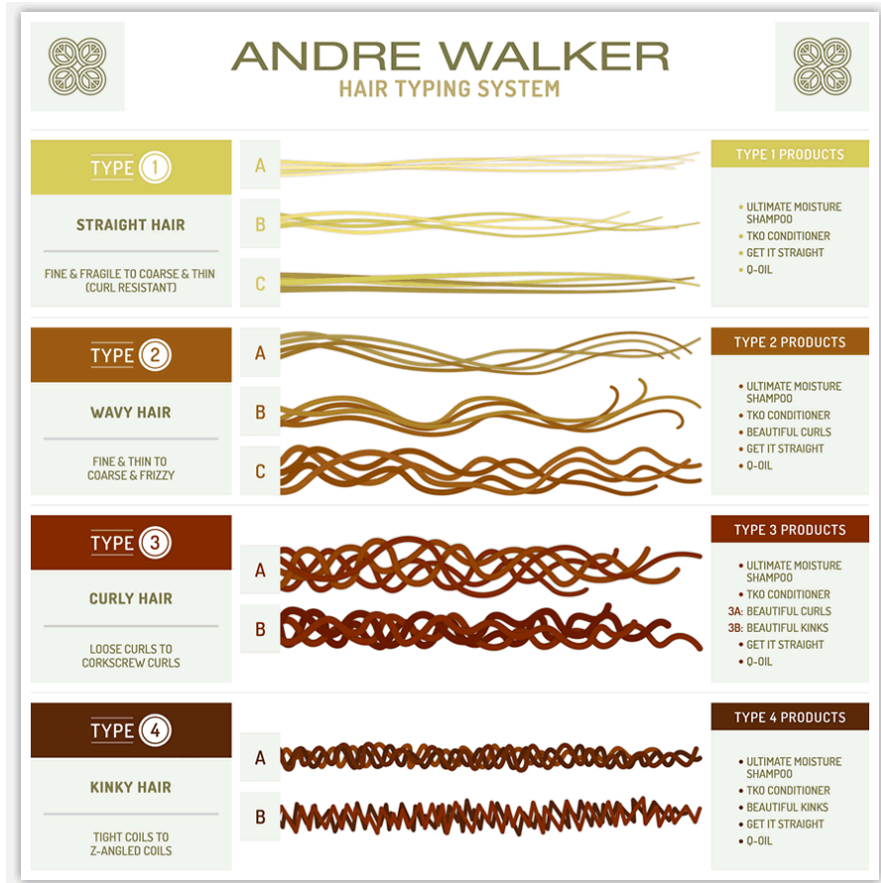 ANDRE WALKER
HAIR TYPING SYSTEM
TYPE 1
STRAIGHT HAIR
FINE & FRAGILE TO COARSE & THIN
(CURL RESISTANT)
A
B
C
TYPE 1 PRODUCTS
• ULTIMATE MOISTURE
SHAMPOO
• TKO CONDITIONER
• GET IT STRAIGHT
• Q-OIL
TYPE 2
WAVY HAIR
FINE & THIN TO
COARSE & FRIZZY
A
B
C
TYPE 2 PRODUCTS
• ULTIMATE MOISTURE
SHAMPOO
• TKO CONDITIONER
• BEAUTIFUL CURLS
• GET IT STRAIGHT
• Q-OIL
TYPE 3
CURLY HAIR
LOOSE CURLS TO
CORKSCREW CURLS
A
B
TYPE 3 PRODUCTS
• ULTIMATE MOISTURE
SHAMPOO
• TKO CONDITIONER
3A: BEAUTIFUL CURLS
3B: BEAUTIFUL KINKS
• GET IT STRAIGHT
• Q-OIL
TYPE 4
KINKY HAIR
TIGHT COILS TO
Z-ANGLED COILS
A
B
TYPE 4 PRODUCTS
• ULTIMATE MOISTURE
SHAMPOO
• TKO CONDITIONER
• BEAUTIFUL KINKS
• GET IT STRAIGHT
• Q-OIL